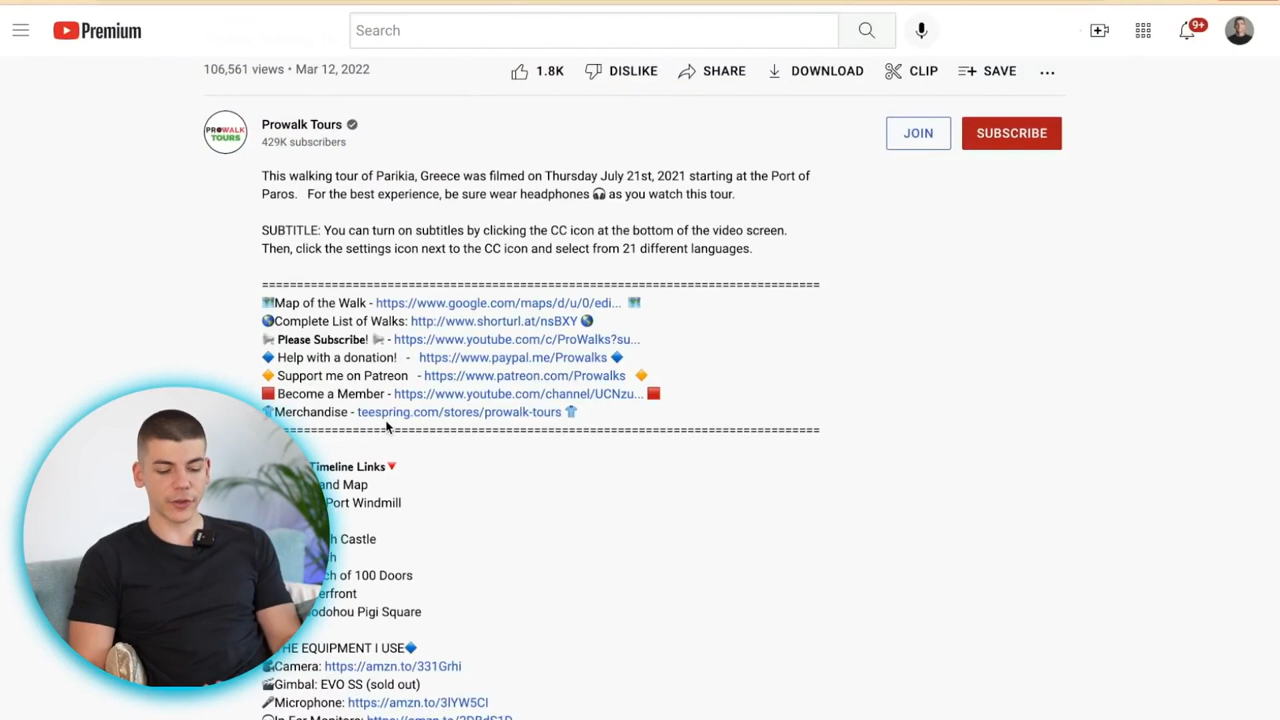 Premium
Search
9+
106,561 views • Mar 12, 2022
1.8K
DISLIKE
SHARE
DOWNLOAD
CLIP
SAVE
PROWALK
TOURS
Prowalk Tours
429K subscribers
JOIN
SUBSCRIBE
This walking tour of Parikia, Greece was filmed on Thursday July 21st, 2021 starting at the Port of
Paros. For the best experience, be sure wear headphones 🎧 as you watch this tour.
SUBTITLE: You can turn on subtitles by clicking the CC icon at the bottom of the video screen.
Then, click the settings icon next to the CC icon and select from 21 different languages.
================================================================================
🗺Map of the Walk - https://www.google.com/maps/d/u/0/edi... 🗺
🌎Complete List of Walks: http://www.shorturl.at/nsBXY 🌎
📢 Please Subscribe! 📢 - https://www.youtube.com/c/ProWalks?su...
🔷 Help with a donation! - https://www.paypal.me/Prowalks 🔷
🔶 Support me on Patreon - https://www.patreon.com/Prowalks 🔶
🟥 Become a Member - https://www.youtube.com/channel/UCNzu... 🟥
👕Merchandise - teespring.com/stores/prowalk-tours 👕
================================================================================
Timeline Links🔻
and Map
Port Windmill
Castle
of 100 Doors
Pigi Square
THE EQUIPMENT I USE🔷
Camera: https://amzn.to/331Grhi
🎬Gimbal: EVO SS (sold out)
🎤Microphone: https://amzn.to/3lYW5CI